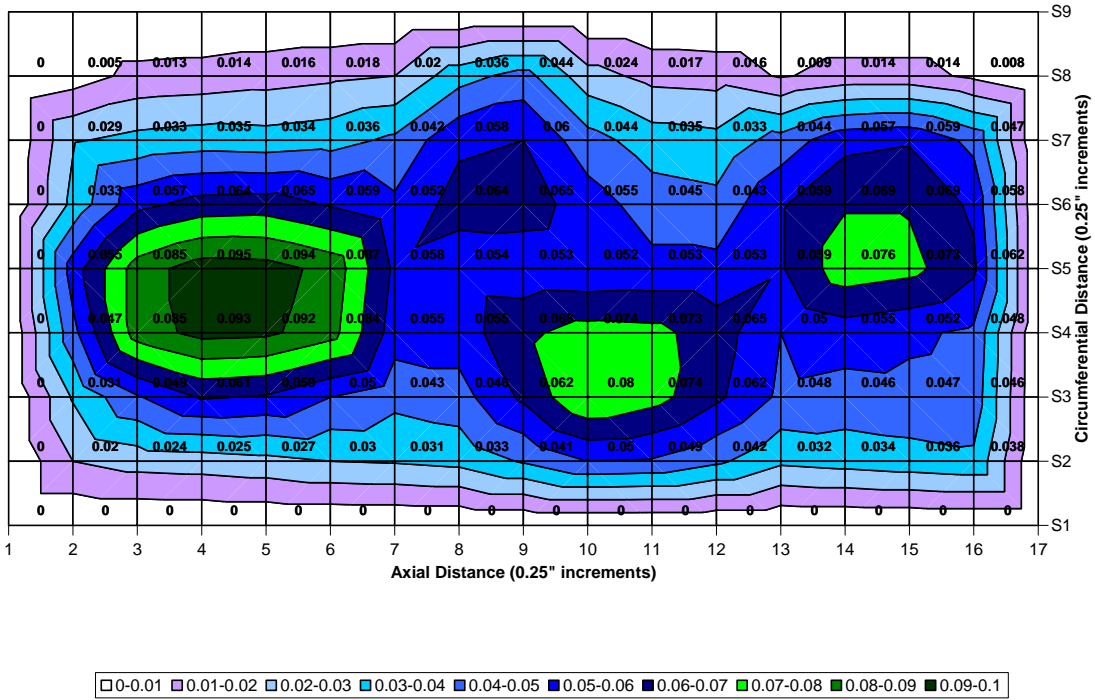 S9
0 0.005 0.013 0.014 0.016 0.018 0.02 0.036 0.044 0.024 0.017 0.016 0.009 0.014 0.014 0.008
S8
0 0.029 0.033 0.035 0.034 0.036 0.042 0.058 0.06 0.044 0.035 0.033 0.044 0.057 0.059 0.047
S7
0 0.033 0.057 0.064 0.065 0.059 0.052 0.064 0.065 0.055 0.045 0.043 0.059 0.069 0.069 0.058
S6
0 0.055 0.085 0.095 0.094 0.087 0.058 0.054 0.053 0.052 0.053 0.053 0.059 0.076 0.073 0.062
S5
0 0.047 0.085 0.093 0.092 0.084 0.055 0.055 0.068 0.074 0.073 0.065 0.05 0.055 0.052 0.048
S4
0 0.031 0.049 0.061 0.059 0.05 0.043 0.046 0.062 0.08 0.074 0.062 0.048 0.046 0.047 0.046
S3
0 0.02 0.024 0.025 0.027 0.03 0.031 0.033 0.041 0.05 0.049 0.042 0.032 0.034 0.036 0.038
S2
0 0 0 0 0 0 0 0 0 0 0 0 0 0 0 0
S1
Circumferential Distance (0.25" increments)
1 2 3 4 5 6 7 8 9 10 11 12 13 14 15 16 17
Axial Distance (0.25" increments)
0-0.01 0.01-0.02 0.02-0.03 0.03-0.04 0.04-0.05 0.05-0.06 0.06-0.07 0.07-0.08 0.08-0.09 0.09-0.1